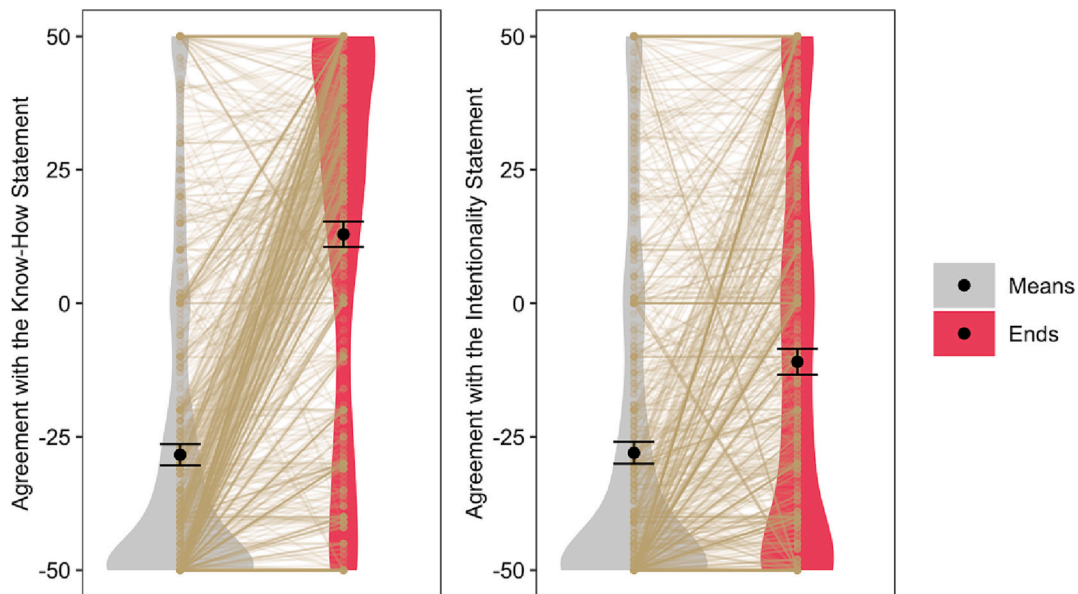 Agreement with the Know-How Statement
50
25
0
-25
-50
Agreement with the Intentionality Statement
50
25
0
-25
-50
Means
Ends